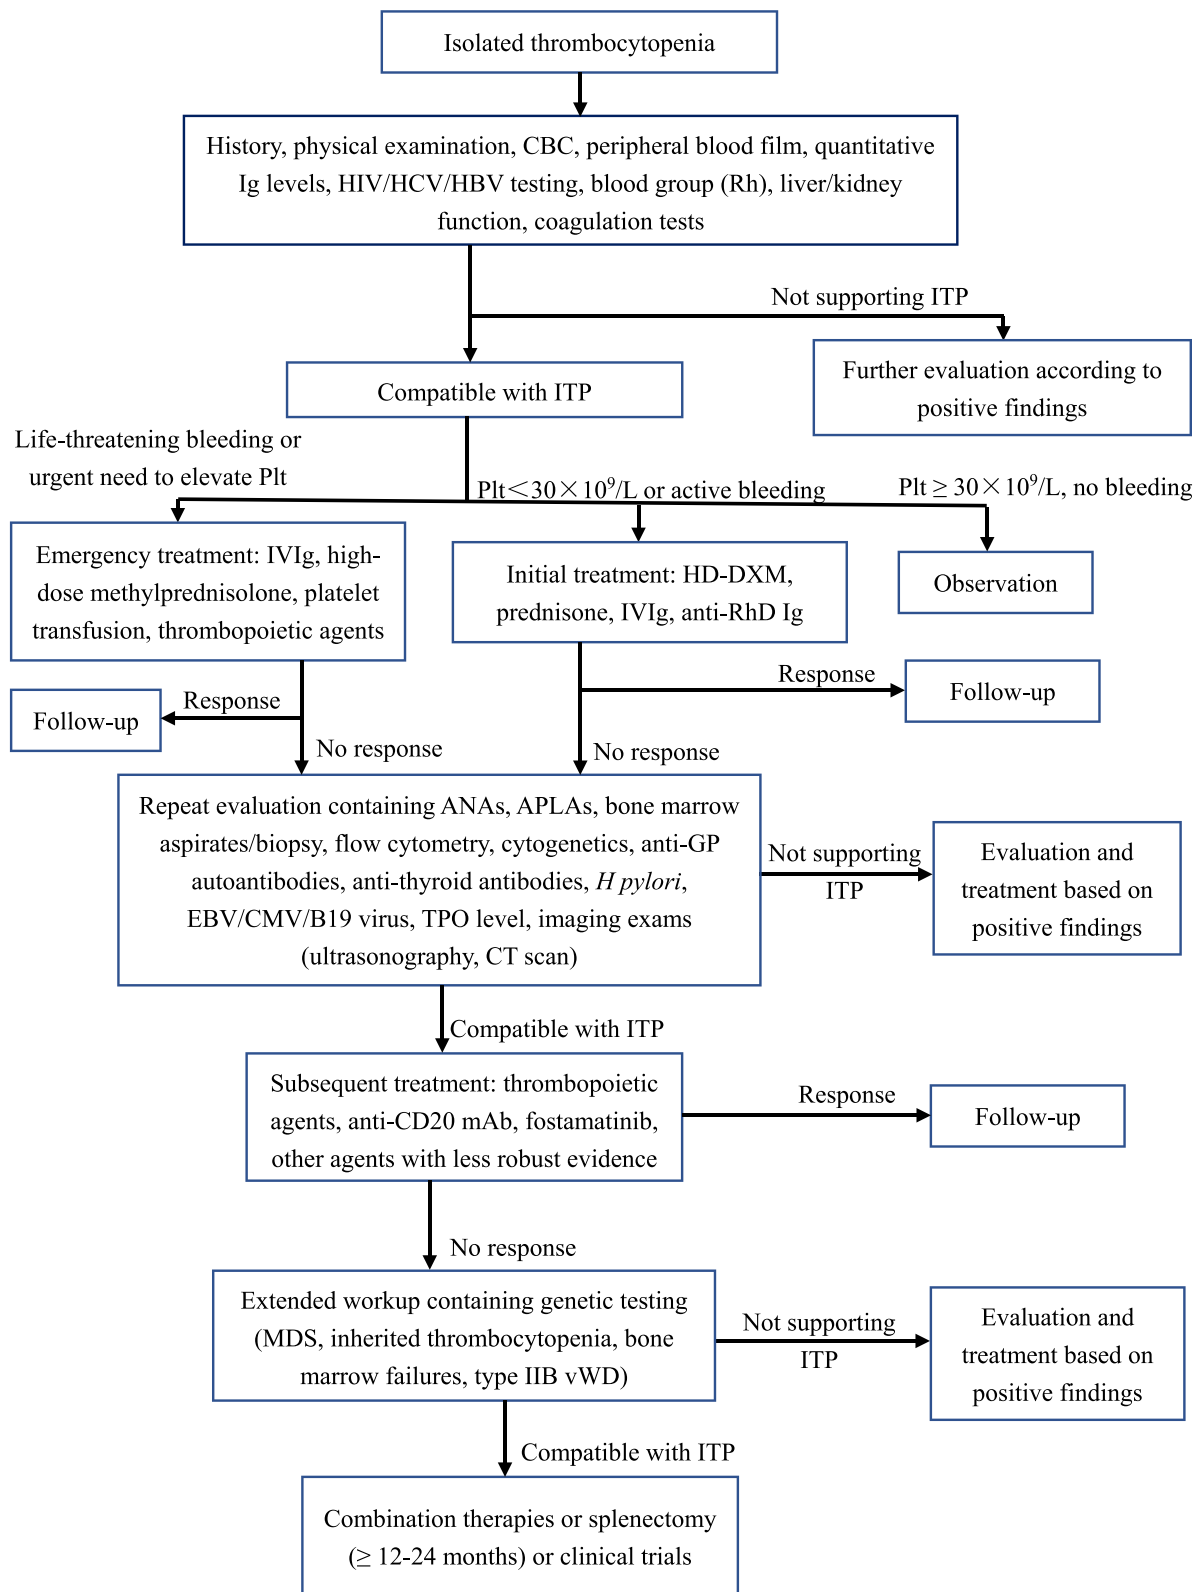 Isolated thrombocytopenia
History, physical examination, CBC, peripheral blood film, quantitative
Ig levels, HIV/HCV/HBV testing, blood group (Rh), liver/kidney
function, coagulation tests
Not supporting ITP
Further evaluation according to
positive findings
Compatible with ITP
Life-threatening bleeding or
urgent need to elevate Plt
Plt<30×10⁹/L or active bleeding
Plt ≥ 30×10⁹/L, no bleeding
Emergency treatment: IVIg, high-
dose methylprednisolone, platelet
transfusion, thrombopoietic agents
Initial treatment: HD-DXM,
prednisone, IVIg, anti-RhD Ig
Observation
Response
Follow-up
No response
Response
Follow-up
No response
Repeat evaluation containing ANAs, APLAs, bone marrow
aspirates/biopsy, flow cytometry, cytogenetics, anti-GP
autoantibodies, anti-thyroid antibodies, H pylori,
EBV/CMV/B19 virus, TPO level, imaging exams
(ultrasonography, CT scan)
Not supporting
ITP
Evaluation and
treatment based on
positive findings
Compatible with ITP
Subsequent treatment: thrombopoietic
agents, anti-CD20 mAb, fostamatinib,
other agents with less robust evidence
Response
Follow-up
No response
Extended workup containing genetic testing
(MDS, inherited thrombocytopenia, bone
marrow failures, type IIB vWD)
Not supporting
ITP
Evaluation and
treatment based on
positive findings
Compatible with ITP
Combination therapies or splenectomy
(≥ 12-24 months) or clinical trials